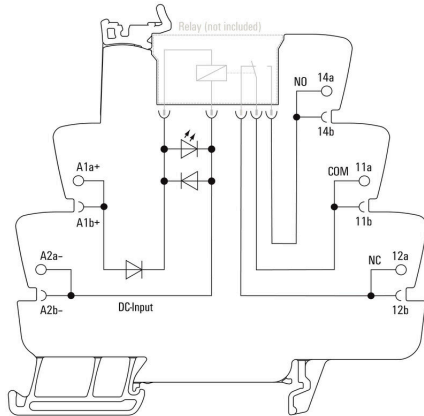 Relay (not included)
NO
14a
14b
A1a+
A1b+
COM
11a
11b
A2a−
A2b−
DC-Input
NC
12a
12b